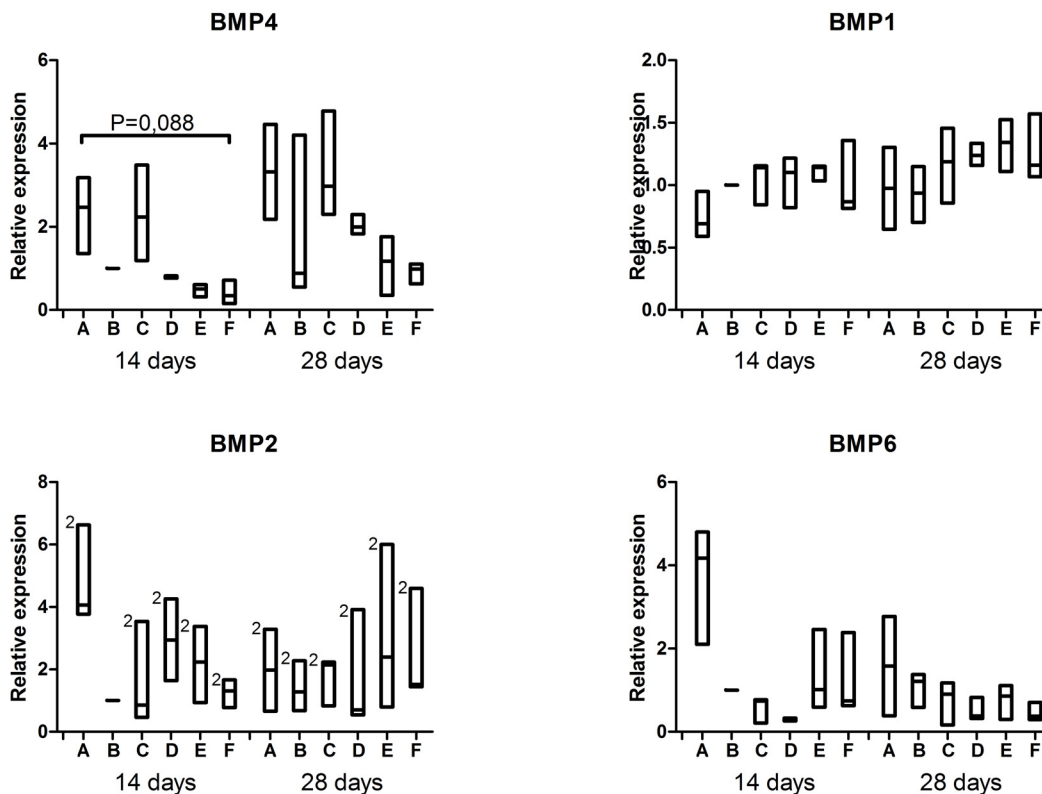 BMP4
Relative expression
6
4
2
0
P=0,088
A B C D E F A B C D E F
14 days 28 days
BMP1
Relative expression
2.0
1.5
1.0
0.5
0.0
A B C D E F A B C D E F
14 days 28 days
BMP2
Relative expression
8
6
4
2
0
2 2 2 2 2 2 2 2 2 2 2
A B C D E F A B C D E F
14 days 28 days
BMP6
Relative expression
6
4
2
0
A B C D E F A B C D E F
14 days 28 days